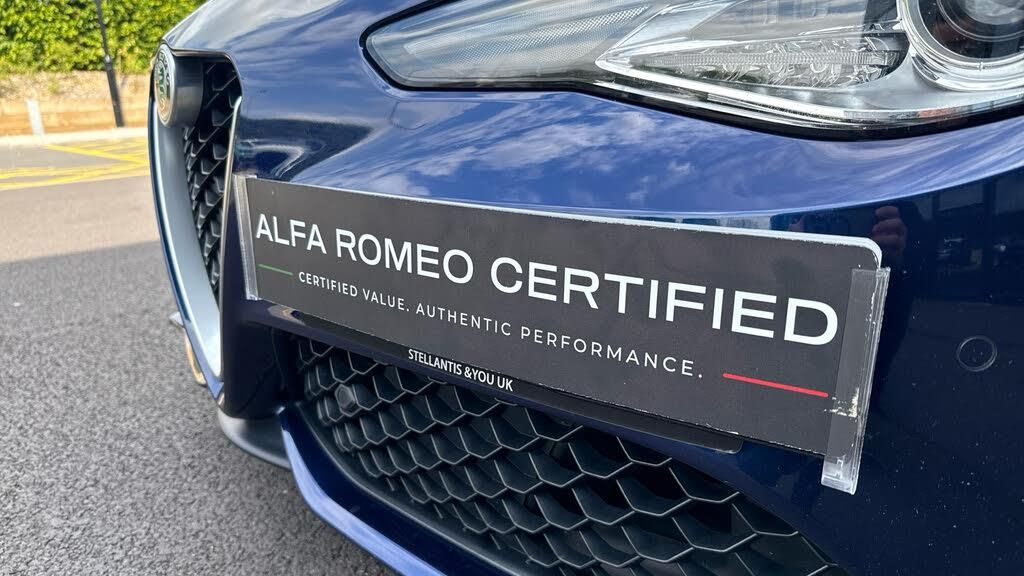 ALFA ROMEO CERTIFIED
CERTIFIED VALUE. AUTHENTIC PERFORMANCE.
STELLANTIS &YOU UK